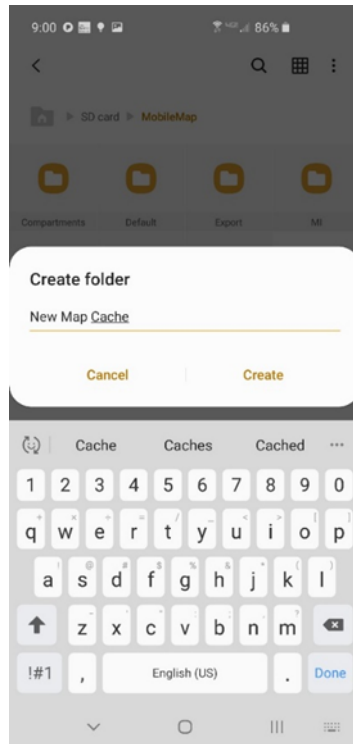 9:00 86%
SD card MobileMap
Compartments Default Export MI
Create folder
New Map Cache
Cancel Create
Cache Caches Cached
1 2 3 4 5 6 7 8 9 0
q w e r t y u i o p
a s d f g h j k l
z x c v b n m
!#1 , English (US) . Done